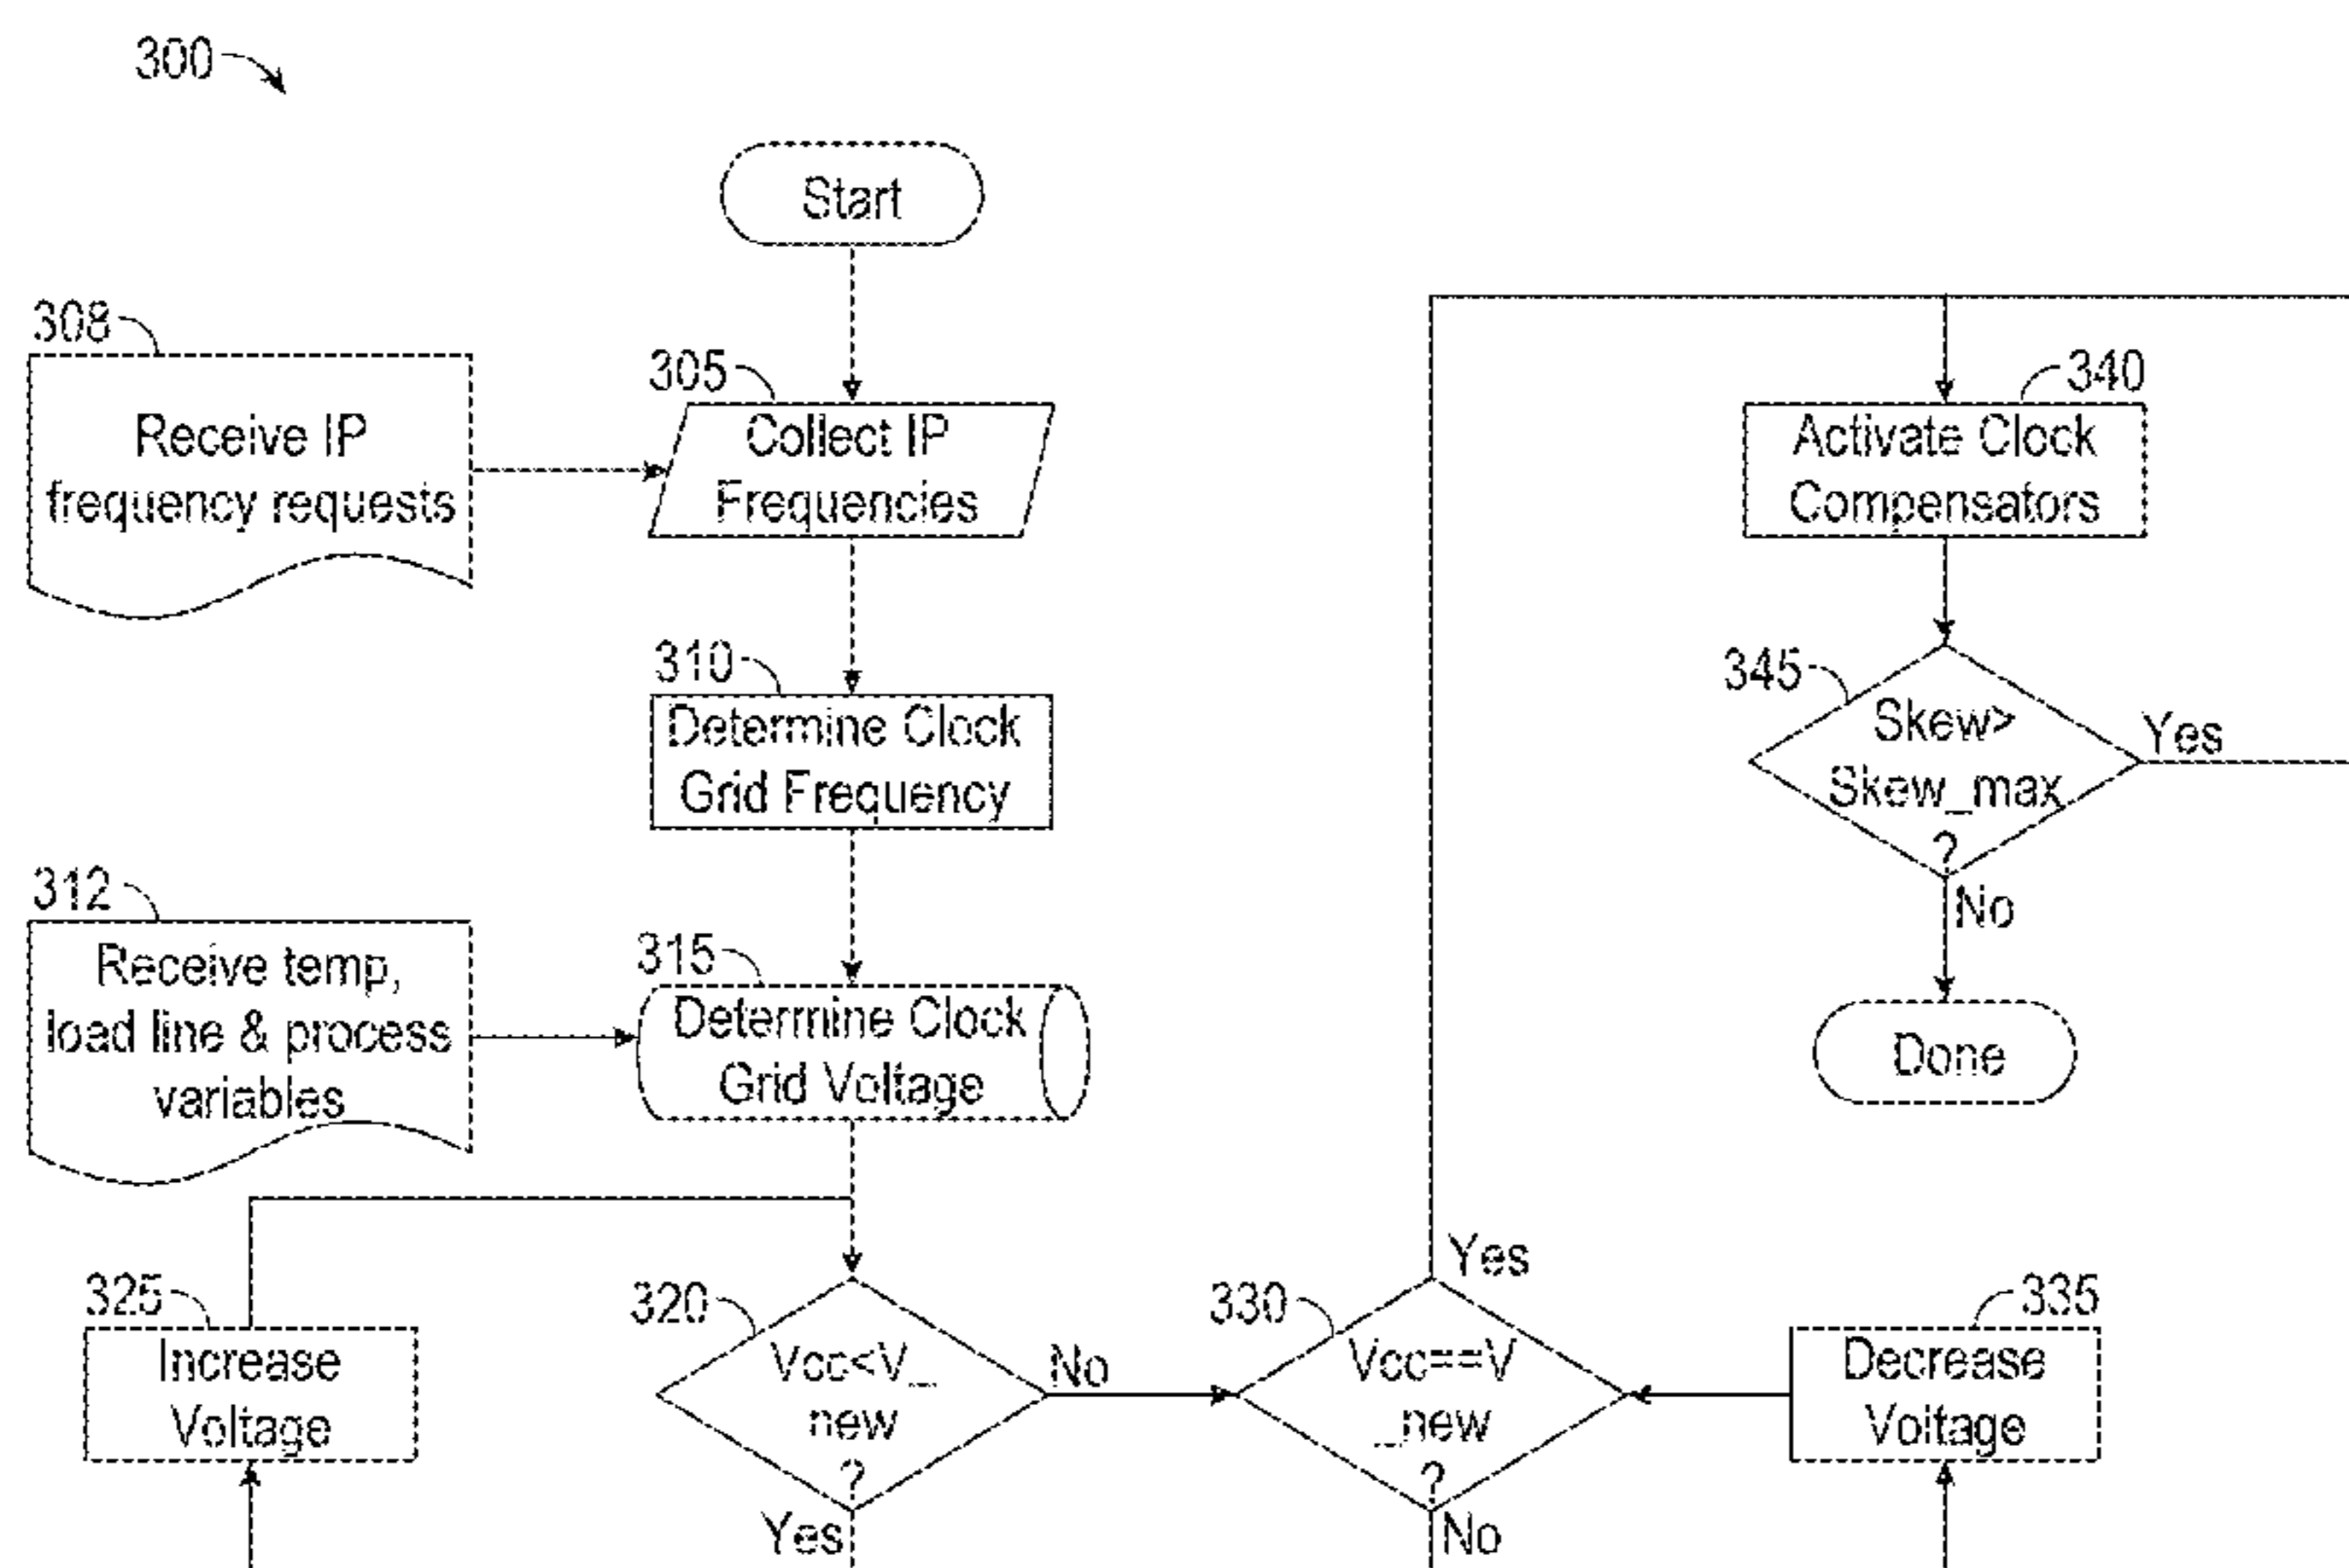 300
Start
308
Receive IP
frequency requests
305
Collect IP
Frequencies
310
Determine Clock
Grid Frequency
312
Receive temp,
load line & process
variables
315
Determine Clock
Grid Voltage
325
Increase
Voltage
320
Vcc<V_
new
?
Yes
No
330
Vcc==V
_new
?
Yes
No
335
Decrease
Voltage
340
Activate Clock
Compensators
345
Skew>
Skew_max
?
Yes
No
Done